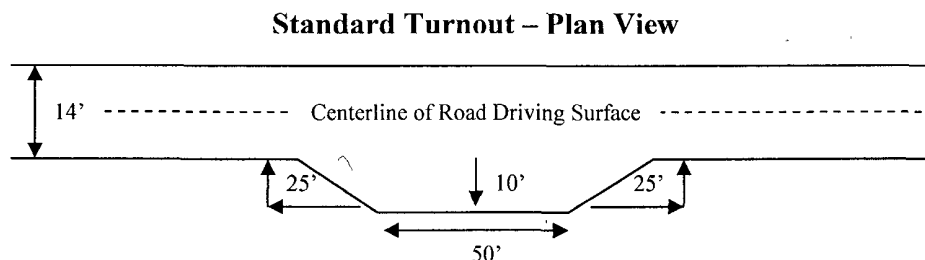 Standard Turnout – Plan View
14’
Centerline of Road Driving Surface
25’
10’
25’
50’